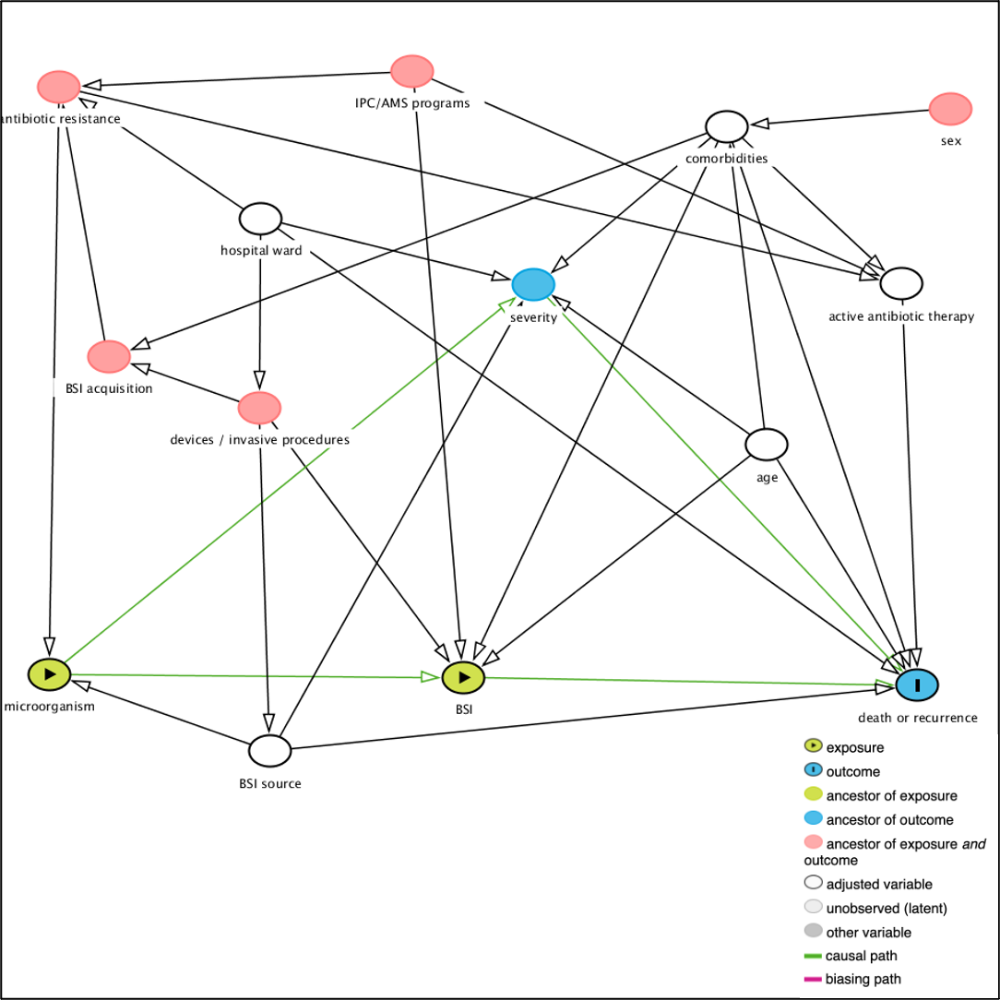 IPC/AMS programs
antibiotic resistance
sex
comorbidities
hospital ward
severity
active antibiotic therapy
BSI acquisition
devices / invasive procedures
age
microorganism
BSI
death or recurrence
BSI source
exposure
outcome
ancestor of exposure
ancestor of outcome
ancestor of exposure and
outcome
adjusted variable
unobserved (latent)
other variable
causal path
biasing path